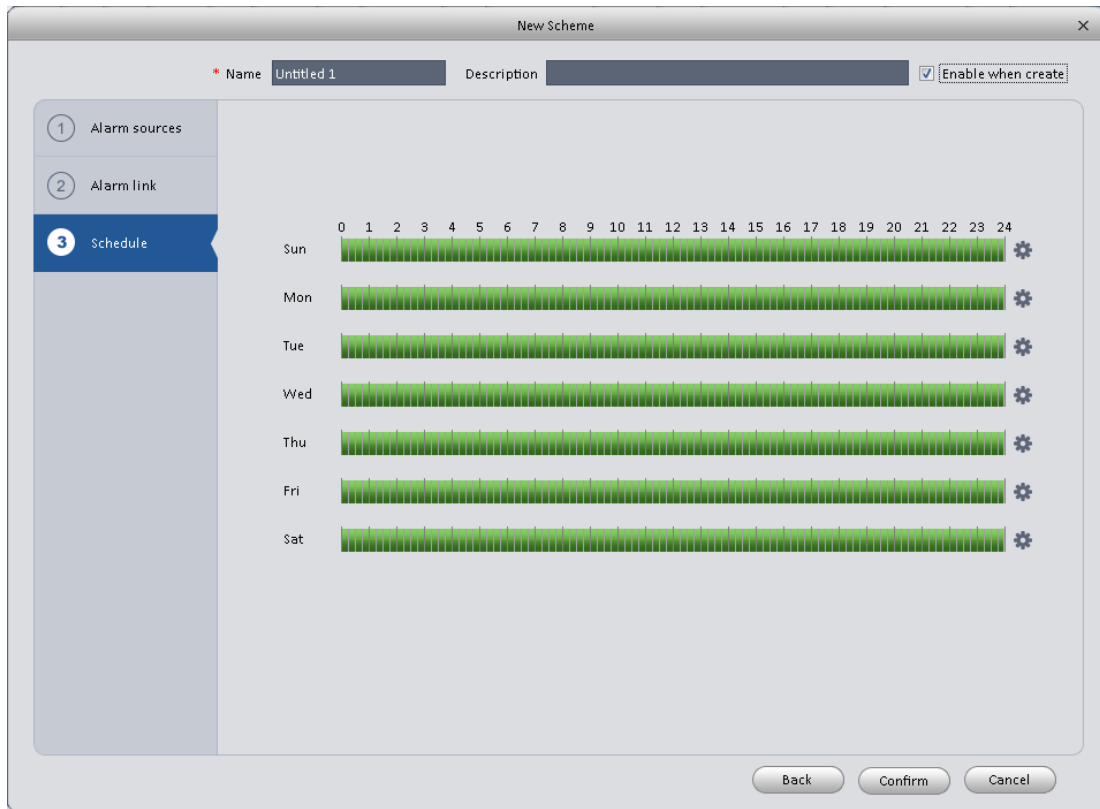 New Scheme
* Name Untitled 1 Description Enable when create
1 Alarm sources
2 Alarm link
3 Schedule
0 1 2 3 4 5 6 7 8 9 10 11 12 13 14 15 16 17 18 19 20 21 22 23 24
Sun
Mon
Tue
Wed
Thu
Fri
Sat
Back Confirm Cancel